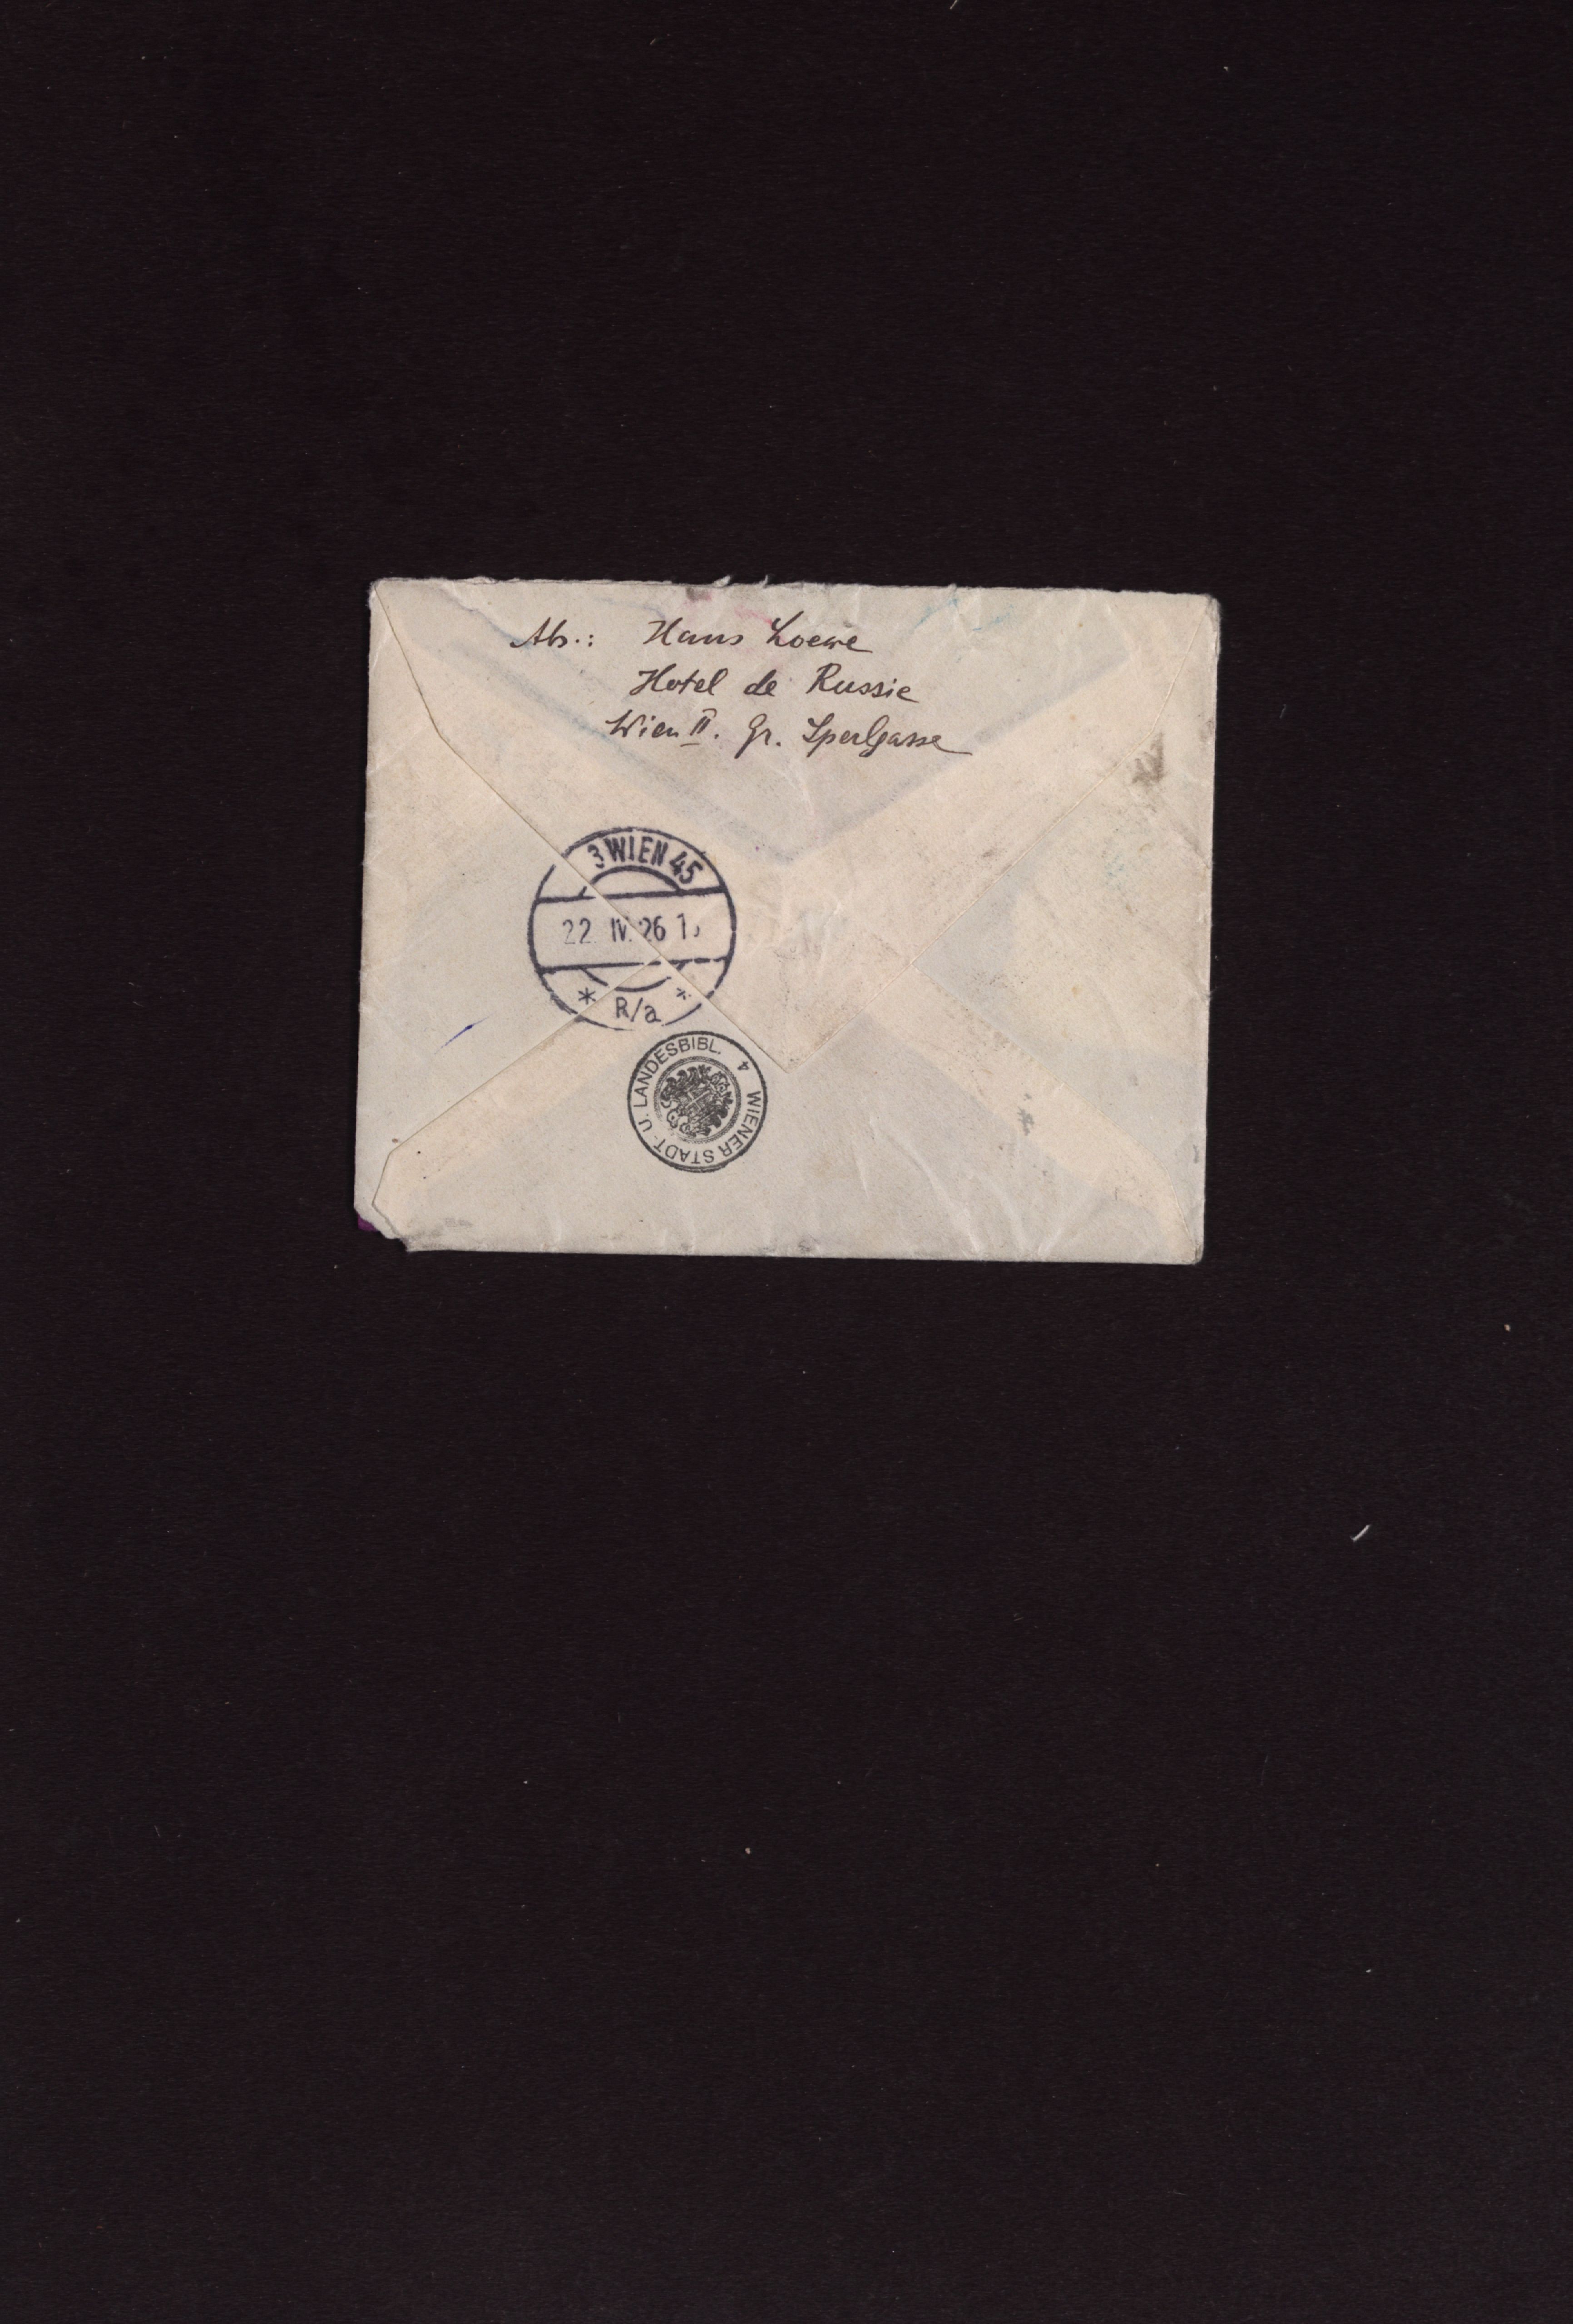 Ab.: Hans Loewe
Hotel de Russie
Wien II. Gr. Sperlgasse
3 WIEN 45
22. IV. 26 1
* R/a *
WIENER STADT- U. LANDESBIBL. 4